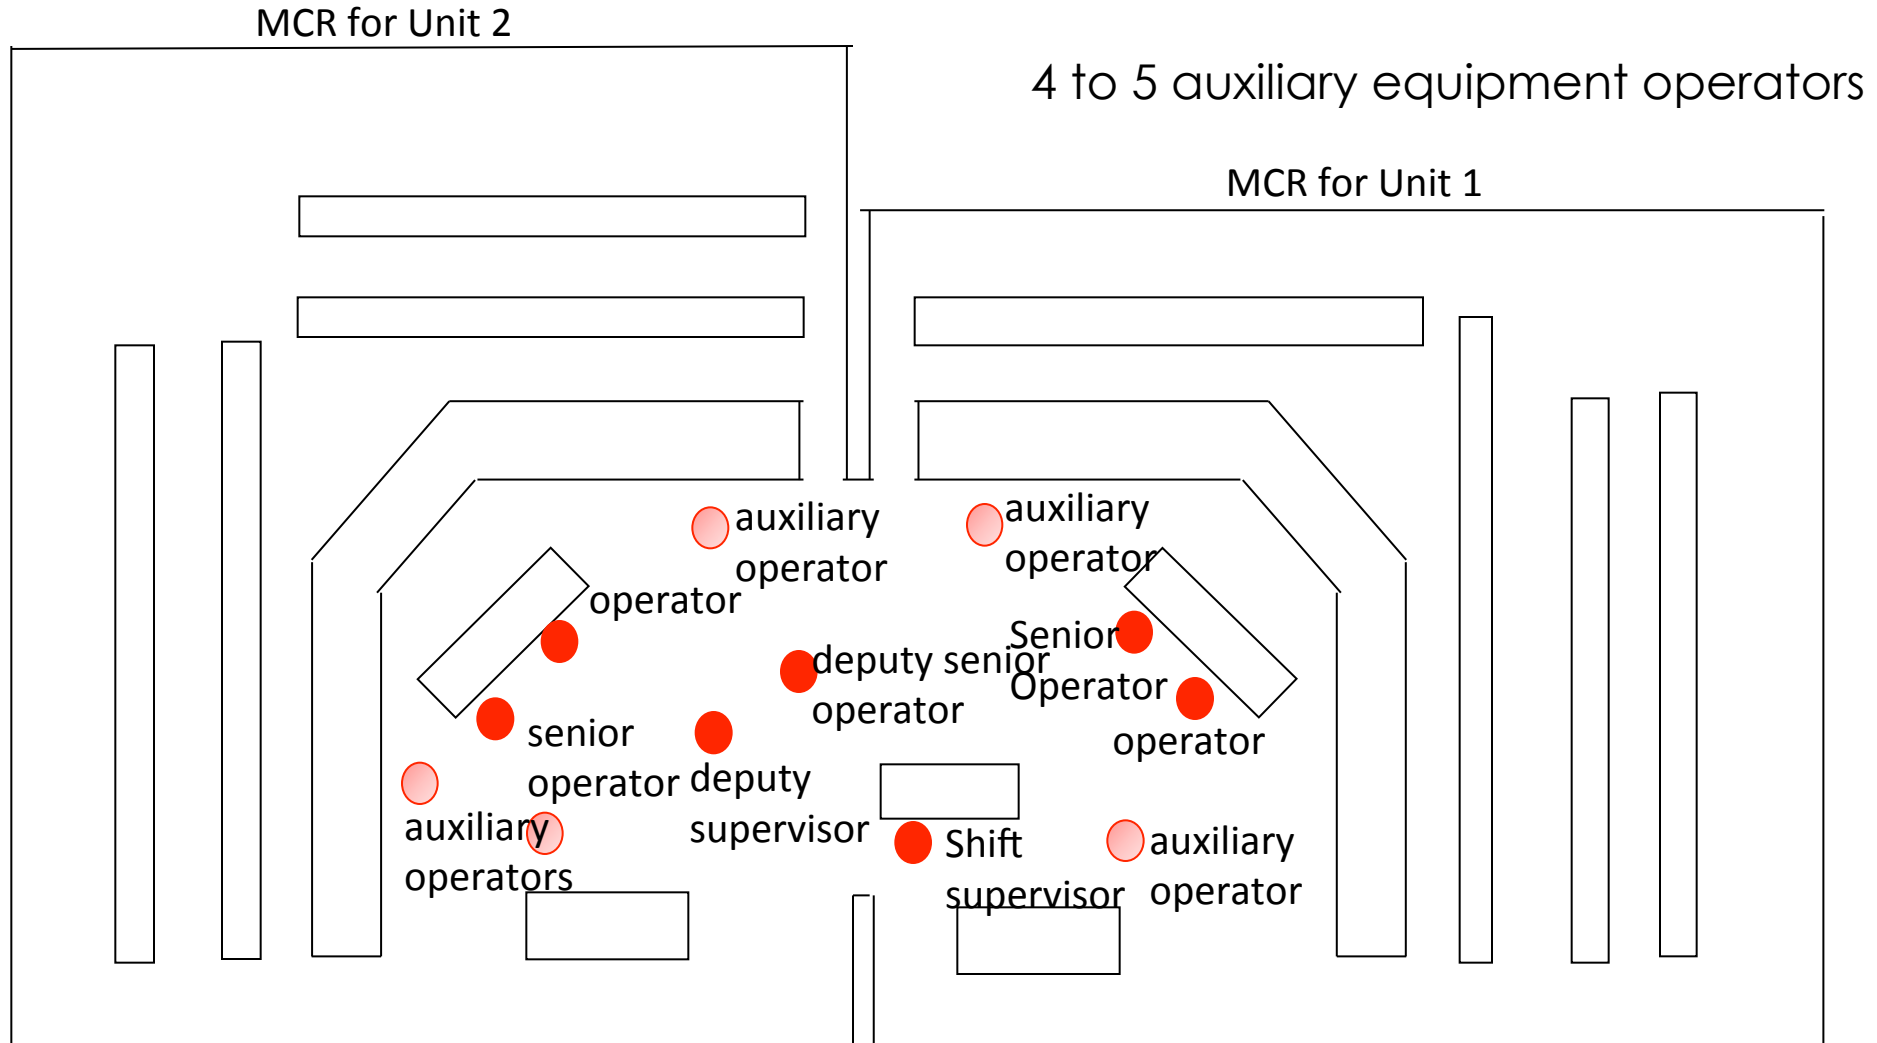 MCR for Unit 2
4 to 5 auxiliary equipment operators
MCR for Unit 1
auxiliary
operator
auxiliary
operator
operator
Senior
Operator
deputy senior
operator
senior
operator
operator
deputy
supervisor
auxiliary
operators
Shift
supervisor
auxiliary
operator